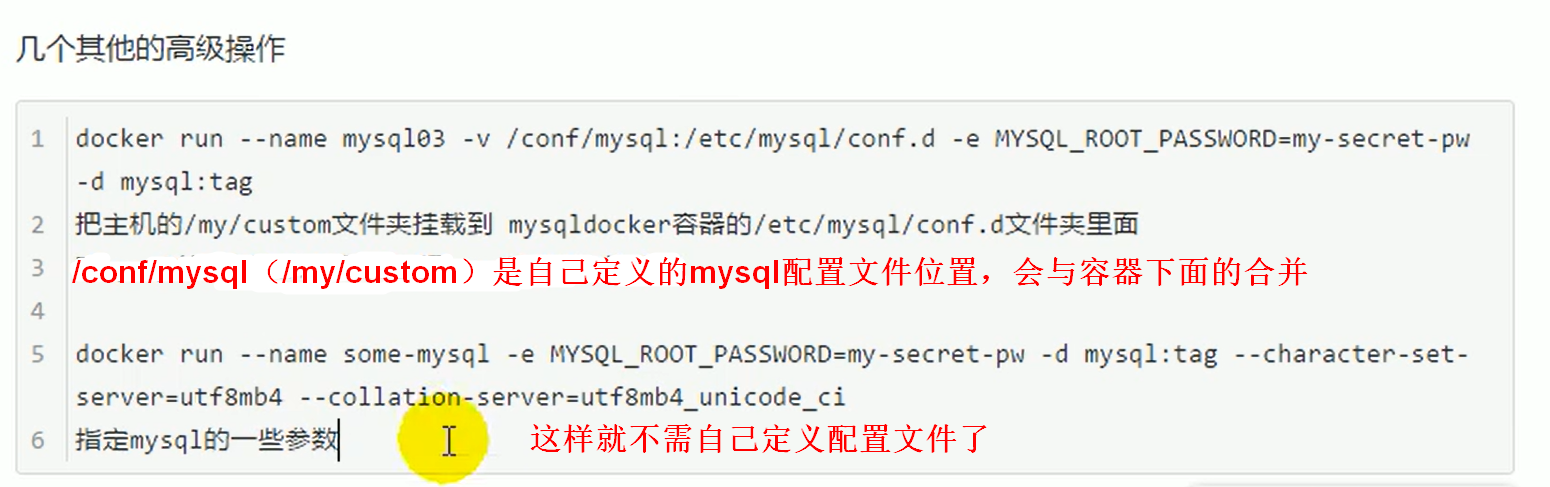 几个其他的高级操作
1 docker run --name mysql03 -v /conf/mysql:/etc/mysql/conf.d -e MYSQL_ROOT_PASSWORD=my-secret-pw
-d mysql:tag
2 把主机的/my/custom文件夹挂载到 mysqldocker容器的/etc/mysql/conf.d文件夹里面
3 /conf/mysql（/my/custom）是自己定义的mysql配置文件位置，会与容器下面的合并
4
5 docker run --name some-mysql -e MYSQL_ROOT_PASSWORD=my-secret-pw -d mysql:tag --character-set-
server=utf8mb4 --collation-server=utf8mb4_unicode_ci
6 指定mysql的一些参数 这样就不需自己定义配置文件了